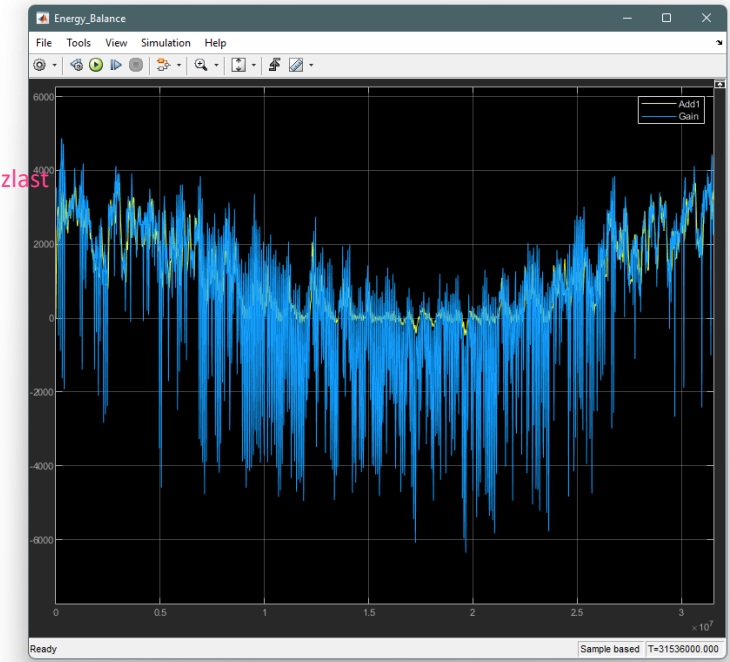 Energy_Balance
File Tools View Simulation Help
Add1
Gain
6000
4000
zlast
2000
0
-2000
-4000
-6000
0 0.5 1 1.5 2 2.5 3
×10⁷
Ready Sample based T=31536000.000